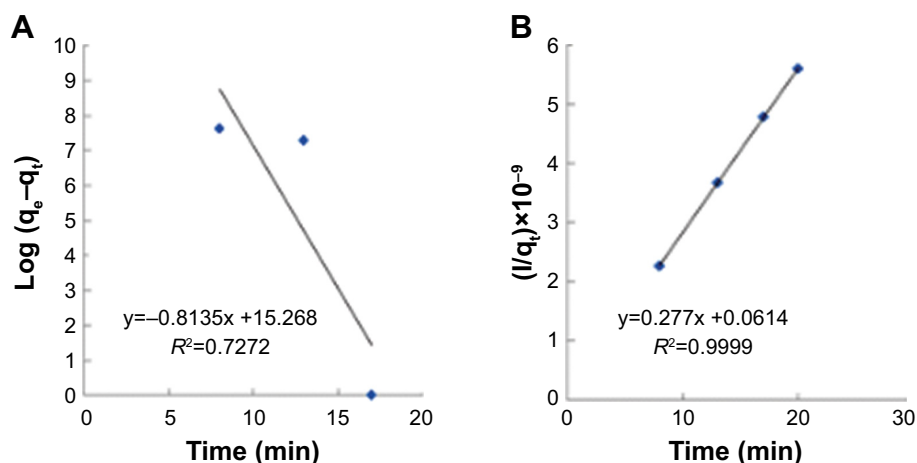 A
10
9
8
7
6
5
4
3
2
1
0
Log (qₑ–qₜ)
y=–0.8135x +15.268
R²=0.7272
0 5 10 15 20
Time (min)
B
6
5
4
3
2
1
0
(I/qₜ)×10⁻⁹
y=0.277x +0.0614
R²=0.9999
0 10 20 30
Time (min)